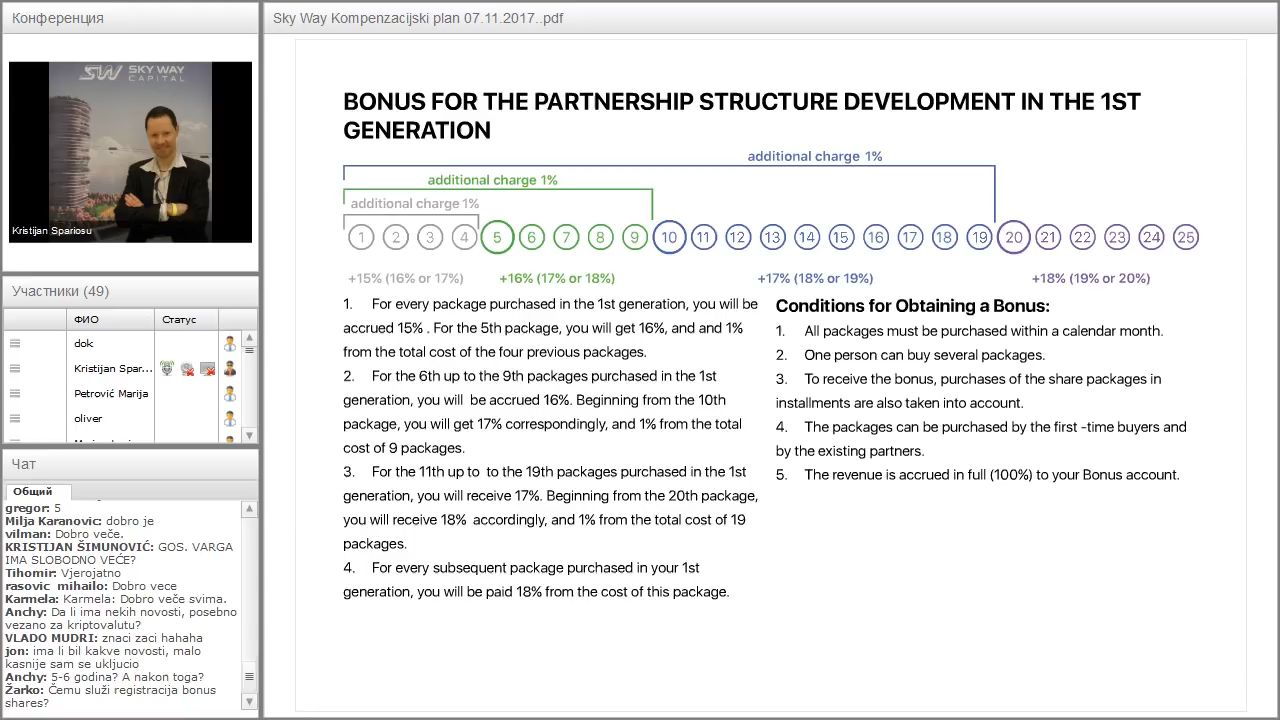 Конференция
SKY WAY
CAPITAL
Kristijan Spariosu
Участники (49)
ФИО
Статус
dok
Kristijan Spar...
Petrović Marija
oliver
Чат
Общий
gregor: 5
Milja Karanovic: dobro je
vilman: Dobro veče.
KRISTIJAN ŠIMUNOVIĆ: GOS. VARGA
IMA SLOBODNO VEĆE?
Tihomir: Vjerojatno
rasovic mihailo: Dobro vece
Karmela: Karmela: Dobro veče svima.
Anchy: Da li ima nekih novosti, posebno
vezano za kriptovalutu?
VLADO MUDRI: znaci zaci hahaha
jon: ima li bil kakve novosti, malo
kasnije sam se ukljucio
Anchy: 5-6 godina? A nakon toga?
Žarko: Čemu služi registracija bonus
shares?
Sky Way Kompenzacijski plan 07.11.2017..pdf
BONUS FOR THE PARTNERSHIP STRUCTURE DEVELOPMENT IN THE 1ST
GENERATION
additional charge 1%
additional charge 1%
additional charge 1%
1 2 3 4 5 6 7 8 9 10 11 12 13 14 15 16 17 18 19 20 21 22 23 24 25
+15% (16% or 17%) +16% (17% or 18%) +17% (18% or 19%) +18% (19% or 20%)
1. For every package purchased in the 1st generation, you will be
accrued 15% . For the 5th package, you will get 16%, and and 1%
from the total cost of the four previous packages.
2. For the 6th up to the 9th packages purchased in the 1st
generation, you will be accrued 16%. Beginning from the 10th
package, you will get 17% correspondingly, and 1% from the total
cost of 9 packages.
3. For the 11th up to to the 19th packages purchased in the 1st
generation, you will receive 17%. Beginning from the 20th package,
you will receive 18% accordingly, and 1% from the total cost of 19
packages.
4. For every subsequent package purchased in your 1st
generation, you will be paid 18% from the cost of this package.
Conditions for Obtaining a Bonus:
1. All packages must be purchased within a calendar month.
2. One person can buy several packages.
3. To receive the bonus, purchases of the share packages in
installments are also taken into account.
4. The packages can be purchased by the first -time buyers and
by the existing partners.
5. The revenue is accrued in full (100%) to your Bonus account.